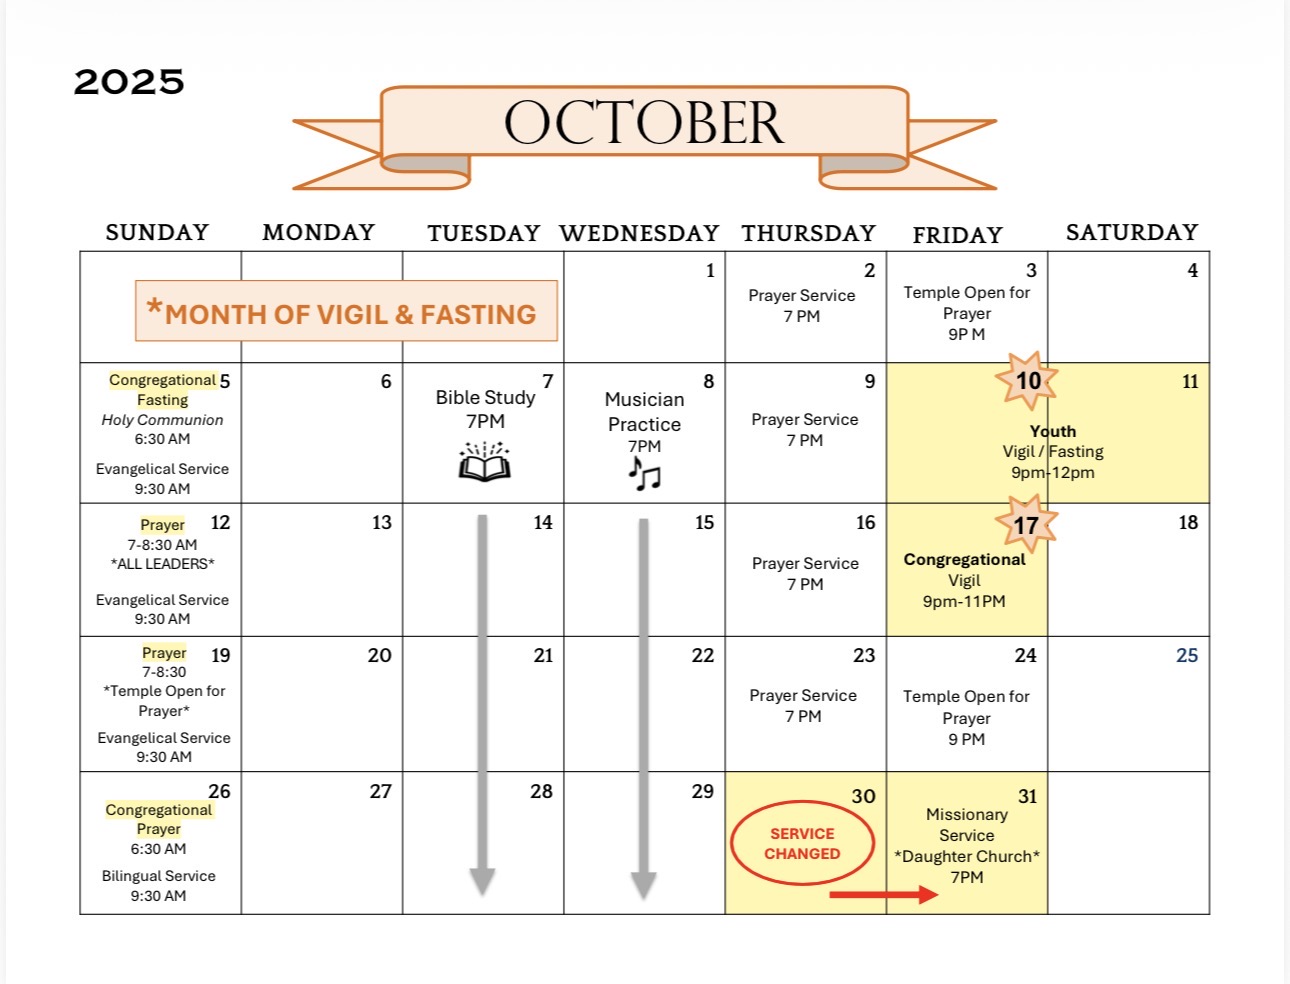 2025
OCTOBER
SUNDAY MONDAY TUESDAY WEDNESDAY THURSDAY FRIDAY SATURDAY
*MONTH OF VIGIL & FASTING
1
2
Prayer Service
7 PM
3
Temple Open for
Prayer
9P M
4
Congregational 5
Fasting
Holy Communion
6:30 AM
Evangelical Service
9:30 AM
6
7
Bible Study
7PM
8
Musician
Practice
7PM
9
Prayer Service
7 PM
10
11
Youth
Vigil / Fasting
9pm-12pm
Prayer 12
7-8:30 AM
*ALL LEADERS*
Evangelical Service
9:30 AM
13
14
15
16
Prayer Service
7 PM
17
Congregational
Vigil
9pm-11PM
18
Prayer 19
7-8:30
*Temple Open for
Prayer*
Evangelical Service
9:30 AM
20
21
22
23
Prayer Service
7 PM
24
Temple Open for
Prayer
9 PM
25
26
Congregational
Prayer
6:30 AM
Bilingual Service
9:30 AM
27
28
29
30
SERVICE
CHANGED
31
Missionary
Service
*Daughter Church*
7PM